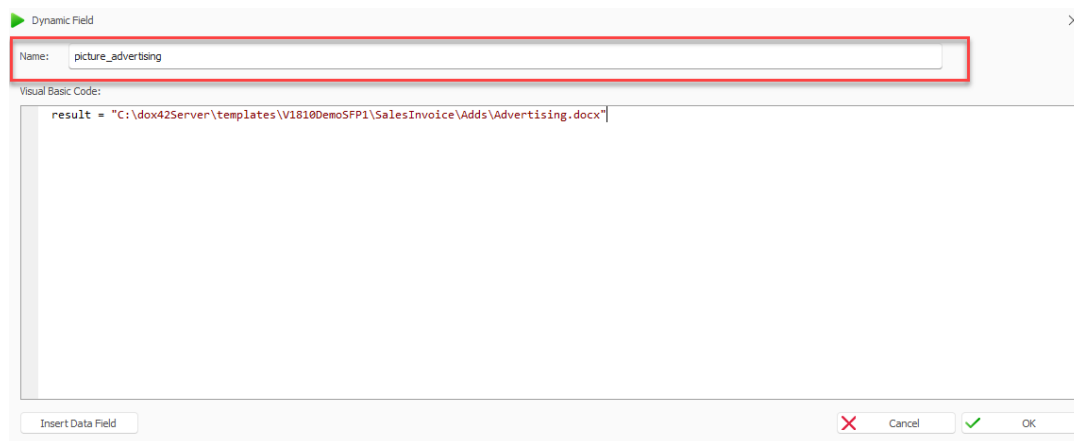 Dynamic Field
Name: picture_advertising
Visual Basic Code:
result = "C:\dox42Server\templates\V1810DemoSFP1\SalesInvoice\Adds\Advertising.docx"
Insert Data Field Cancel OK